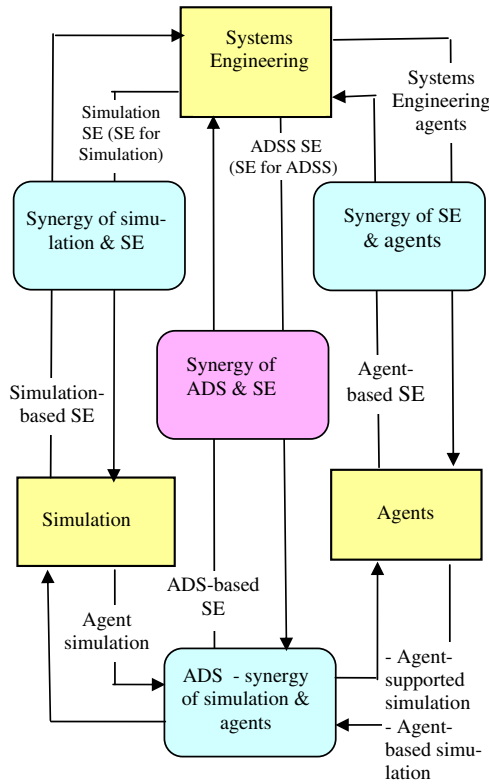 Systems
Engineering
Systems
Engineering
agents
Simulation
SE (SE for
Simulation)
ADSS SE
(SE for ADSS)
Synergy of simu-
lation & SE
Synergy of SE
& agents
Synergy of
ADS & SE
Simulation-
based SE
Agent-
based SE
Simulation
Agents
ADS-based
SE
Agent
simulation
ADS - synergy
of simulation &
agents
- Agent-
supported
simulation
- Agent-
based simu-
lation